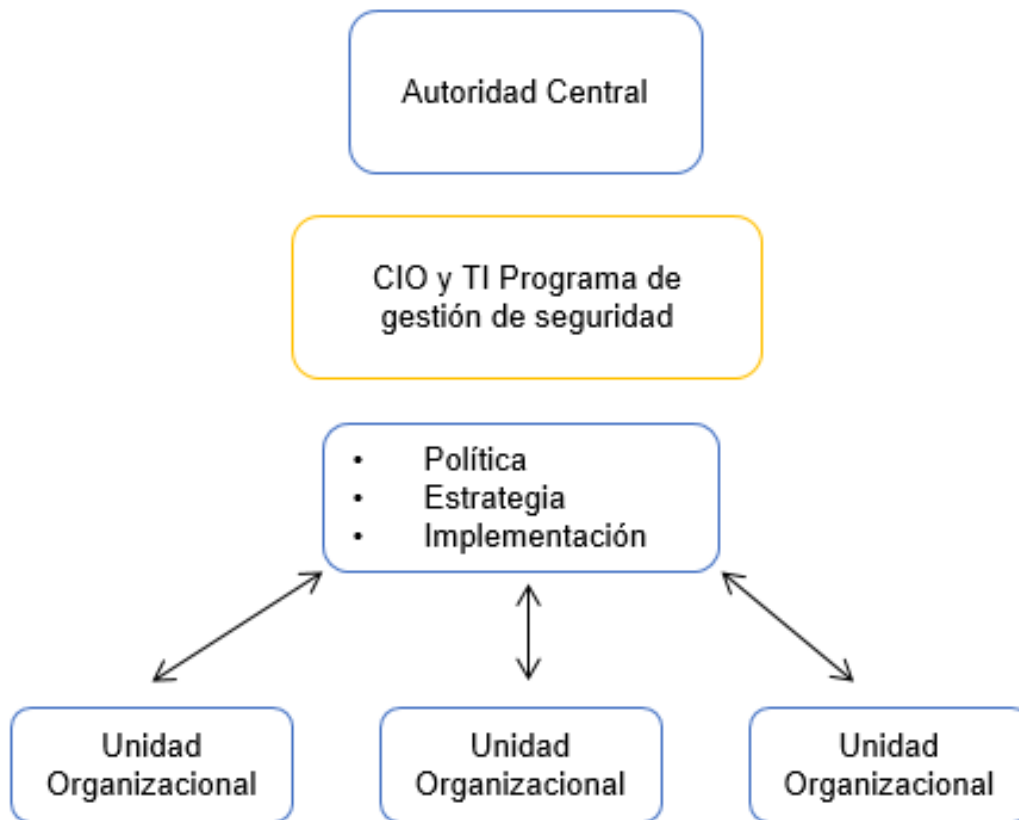 Autoridad Central
CIO y TI Programa de
gestión de seguridad
• Política
• Estrategia
• Implementación
Unidad
Organizacional
Unidad
Organizacional
Unidad
Organizacional